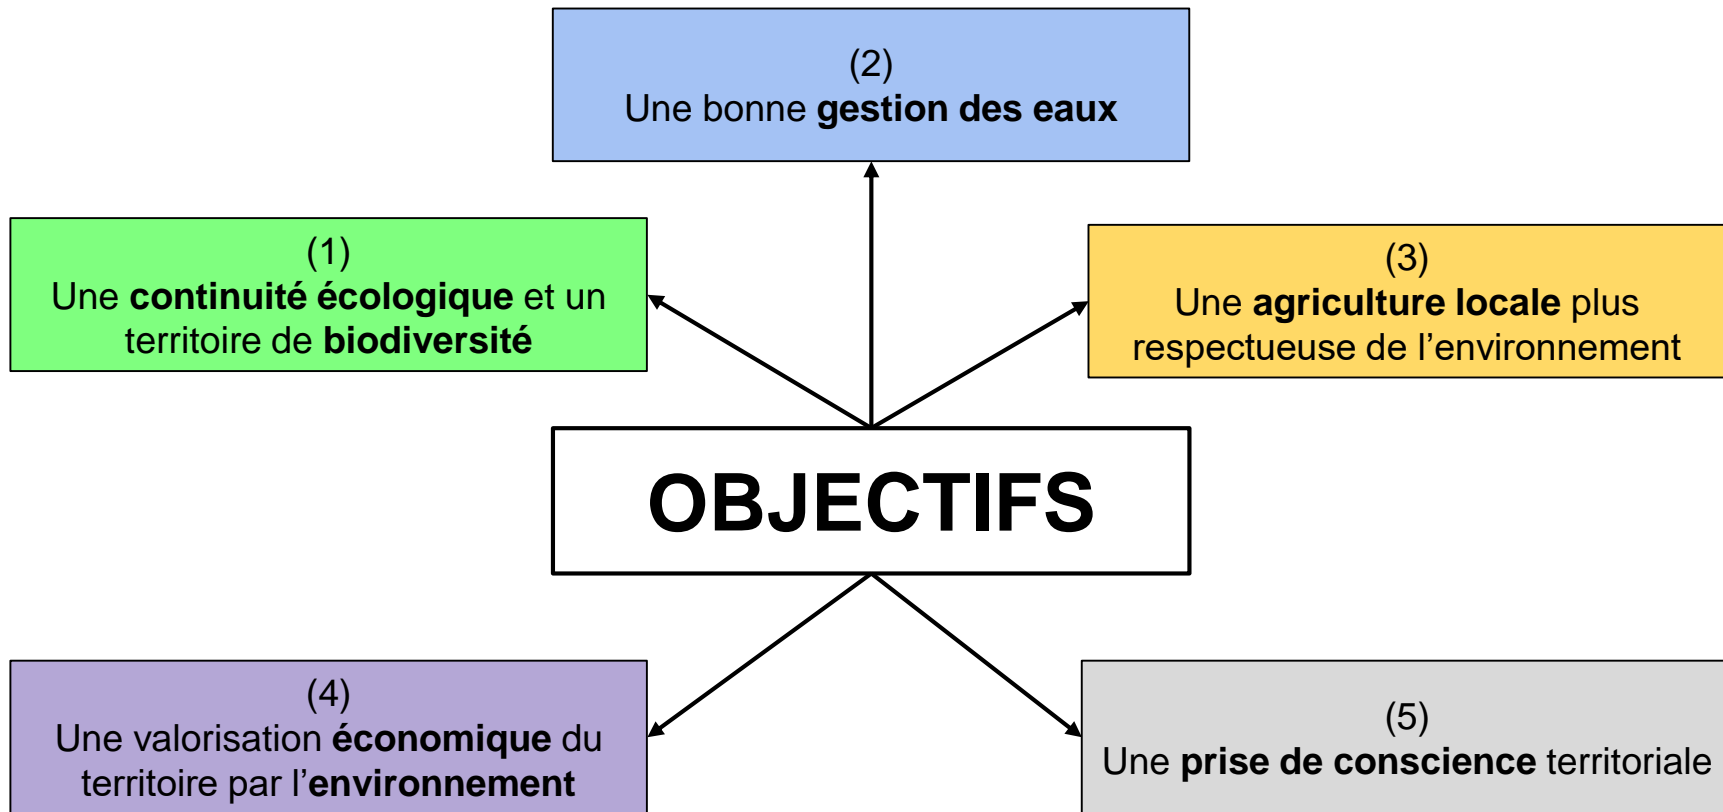 (2)
Une bonne gestion des eaux
(1)
Une continuité écologique et un
territoire de biodiversité
(3)
Une agriculture locale plus
respectueuse de l’environnement
OBJECTIFS
(4)
Une valorisation économique du
territoire par l’environnement
(5)
Une prise de conscience territoriale